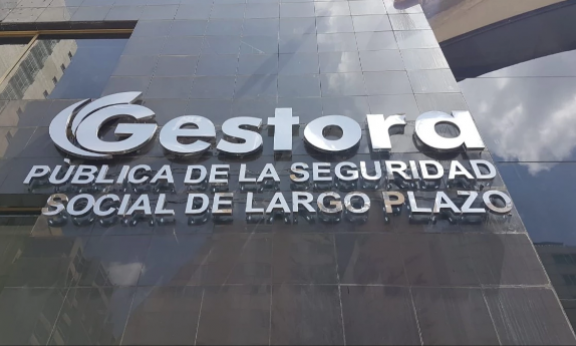 Gestora
PÚBLICA DE LA SEGURIDAD
SOCIAL DE LARGO PLAZO